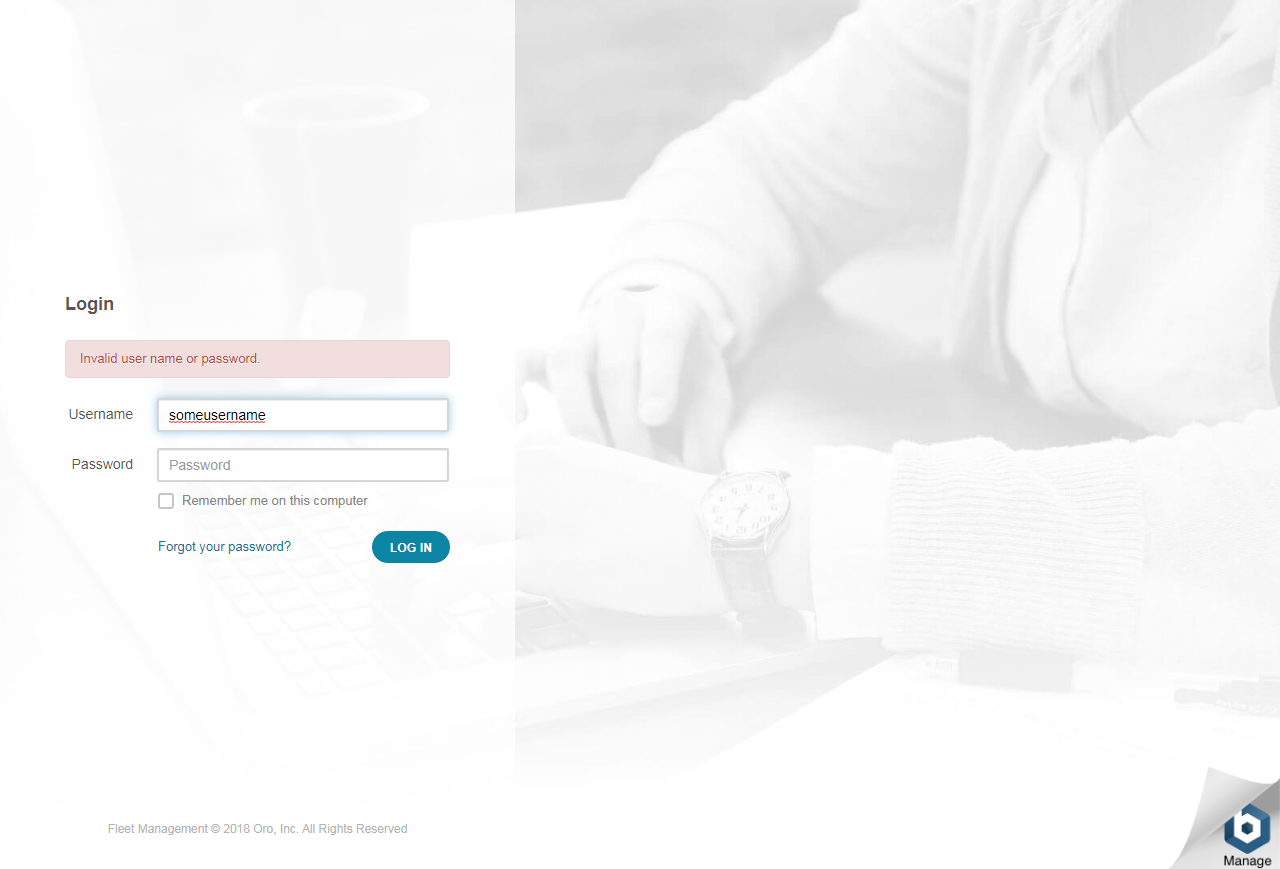 Login
Invalid user name or password.
Username
someusername
Password
Password
Remember me on this computer
Forgot your password?
LOG IN
Fleet Management © 2018 Oro, Inc. All Rights Reserved
b
Manage